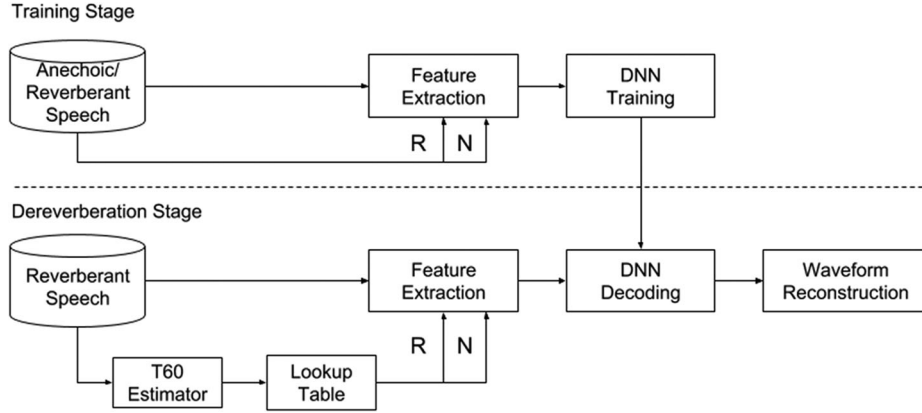 Training Stage
Anechoic/
Reverberant
Speech
Feature
Extraction
DNN
Training
R N
Dereverberation Stage
Reverberant
Speech
Feature
Extraction
DNN
Decoding
Waveform
Reconstruction
R N
T60
Estimator
Lookup
Table